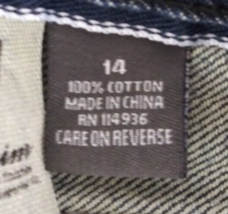 14
100% COTTON
MADE IN CHINA
RN 114936
CARE ON REVERSE